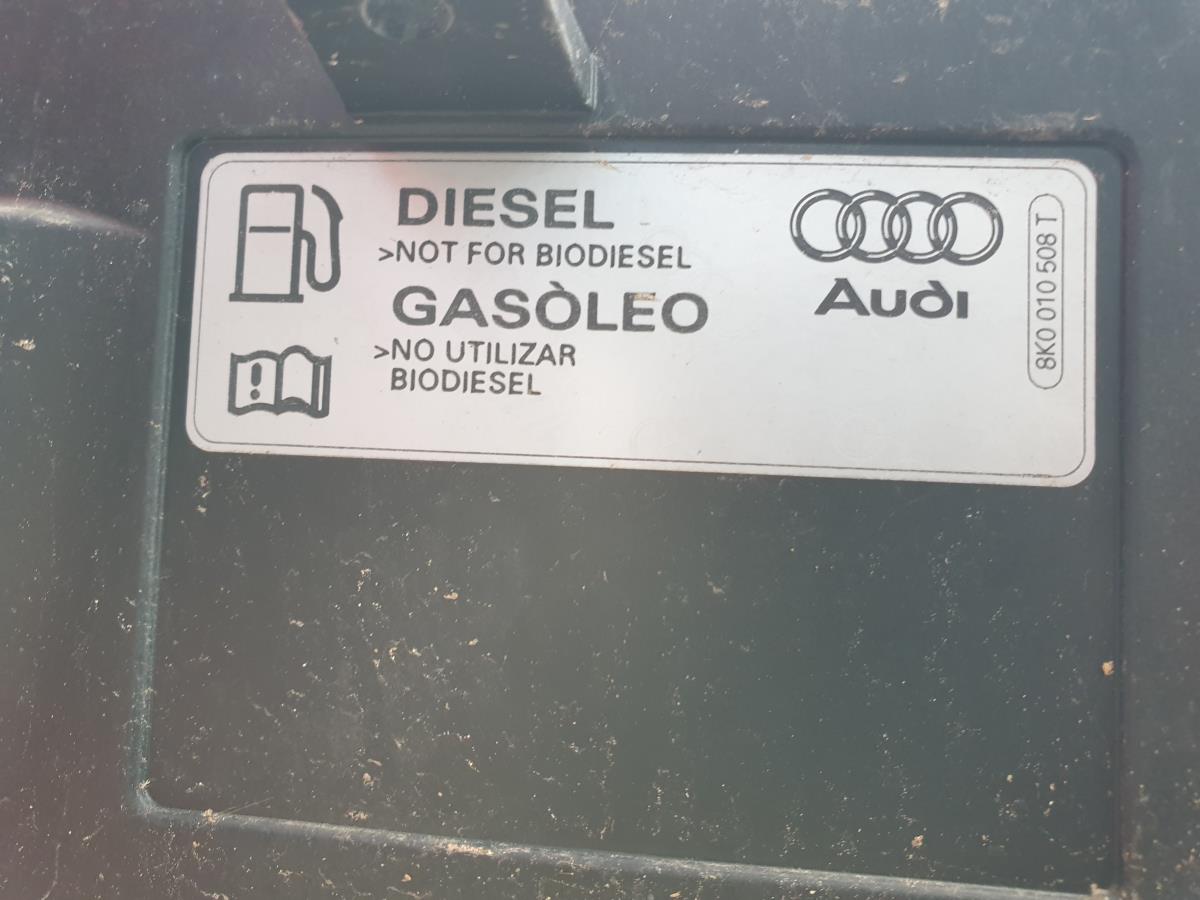 DIESEL
>NOT FOR BIODIESEL
GASÒLEO
>NO UTILIZAR
BIODIESEL
Audi
8K0 010 508 T